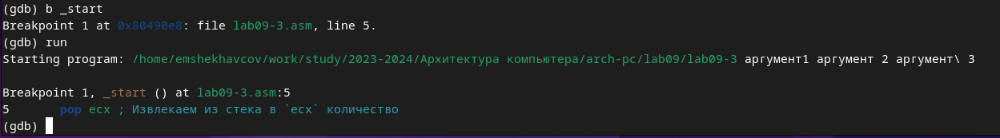 (gdb) b _start
Breakpoint 1 at 0x80490e8: file lab09-3.asm, line 5.
(gdb) run
Starting program: /home/emshekhavcov/work/study/2023-2024/Архитектура компьютера/arch-pc/lab09/lab09-3 аргумент1 аргумент 2 аргумент\ 3
Breakpoint 1, _start () at lab09-3.asm:5
5       pop ecx ; Извлекаем из стека в `ecx` количество
(gdb)